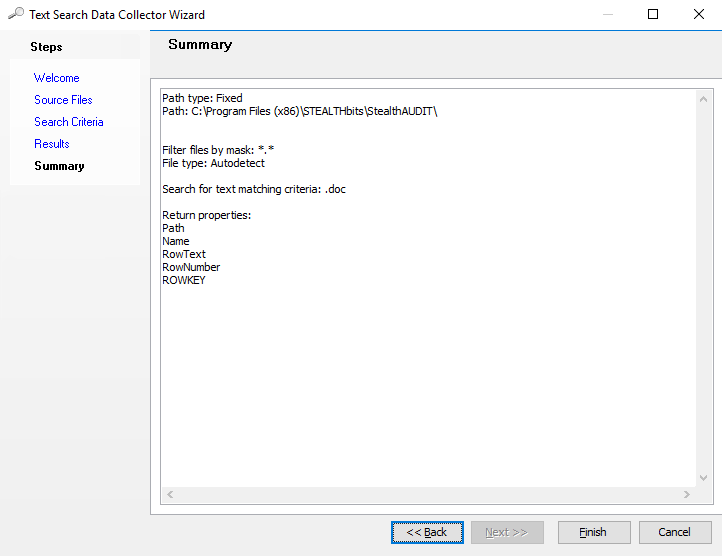 Text Search Data Collector Wizard
Steps
Welcome
Source Files
Search Criteria
Results
Summary
Summary
Path type: Fixed
Path: C:\Program Files (x86)\STEALTHbits\StealthAUDIT\
Filter files by mask: *.*
File type: Autodetect
Search for text matching criteria: .doc
Return properties:
Path
Name
RowText
RowNumber
ROWKEY
<< Back
Next >>
Finish
Cancel